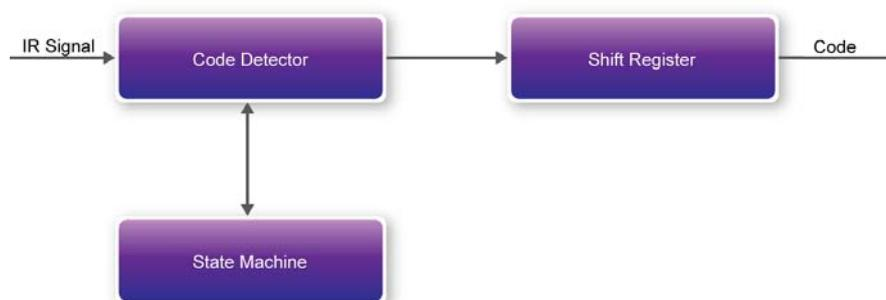 IR Signal
Code Detector
Shift Register
Code
State Machine